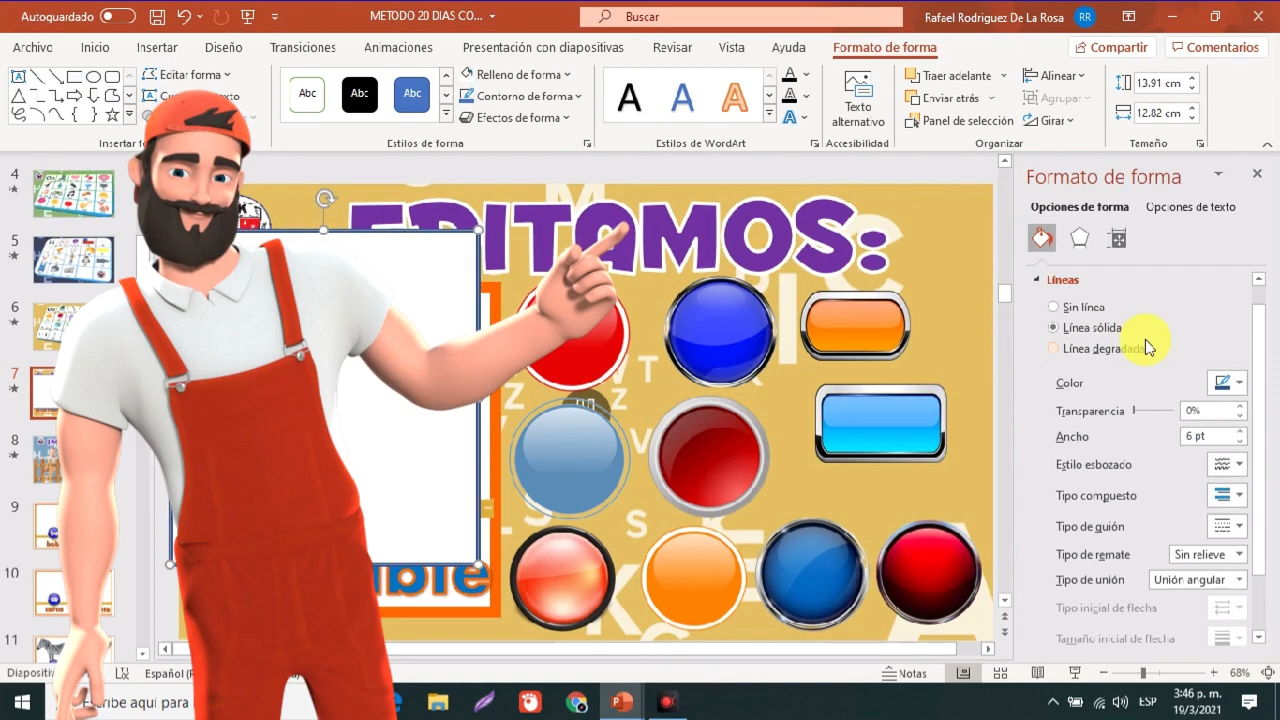 Autoguardado
METODO 20 DIAS CO...
Buscar
Rafael Rodriguez De La Rosa
RR
Archivo
Inicio
Insertar
Diseño
Transiciones
Animaciones
Presentación con diapositivas
Revisar
Vista
Ayuda
Formato de forma
Compartir
Comentarios
Editar forma
Abc
Abc
Abc
Relleno de forma
Contorno de forma
Efectos de forma
Estilos de forma
A A A
Estilos de WordArt
Texto
alternativo
Accesibilidad
Traer adelante
Enviar atrás
Panel de selección
Alinear
Agrupar
Girar
Organizar
13.91 cm
12.82 cm
Tamaño
4
5
6
7
8
9
10
11
EDITAMOS:
Formato de forma
Opciones de forma
Opciones de texto
Líneas
Sin línea
Línea sólida
Línea degradada
Color
Transparencia
0%
Ancho
6 pt
Estilo esbozado
Tipo compuesto
Tipo de guión
Tipo de remate
Sin relieve
Tipo de unión
Unión angular
Tipo inicial de flecha
Tamaño inicial de flecha
Notas
68%
ESP
3:46 p. m.
19/3/2021